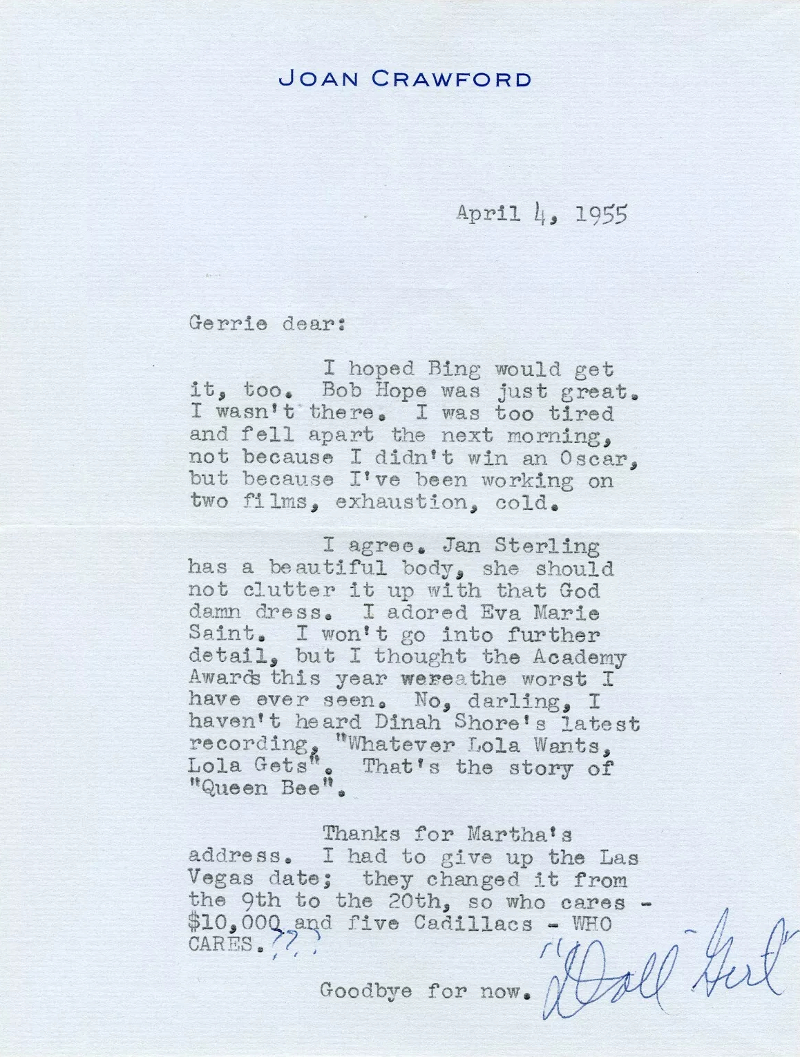 JOAN CRAWFORD
April 4, 1955
Gerrie dear:
I hoped Bing would get
it, too. Bob Hope was just great.
I wasn't there. I was too tired
and fell apart the next morning,
not because I didn't win an Oscar,
but because I've been working on
two films, exhaustion, cold.
I agree. Jan Sterling
has a beautiful body, she should
not clutter it up with that God
damn dress. I adored Eva Marie
Saint. I won't go into further
detail, but I thought the Academy
Awards this year wereathe worst I
have ever seen. No, darling, I
haven't heard Dinah Shore's latest
recording, "Whatever Lola Wants,
Lola Gets". That's the story of
"Queen Bee".
Thanks for Martha's
address. I had to give up the Las
Vegas date; they changed it from
the 9th to the 20th, so who cares -
$10,000 and five Cadillacs - WHO
CARES.???
Goodbye for now.
"Doll Girl"